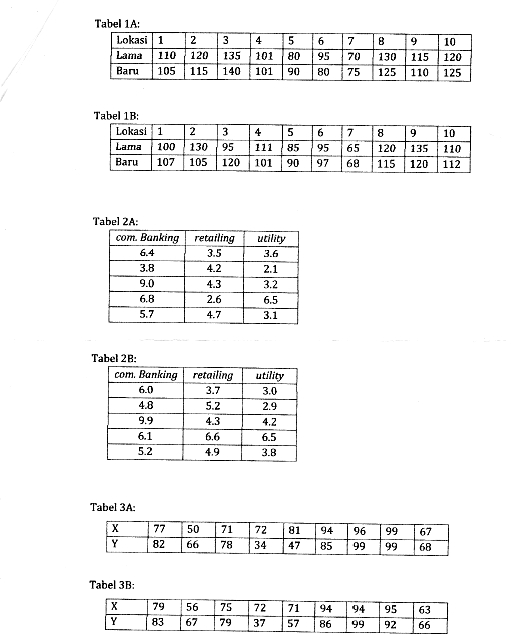 Tabel 1A:
Lokasi 1 2 3 4 5 6 7 8 9 10
Lama 110 120 135 101 80 95 70 130 115 120
Baru 105 115 140 101 90 80 75 125 110 125
Tabel 1B:
Lokasi 1 2 3 4 5 6 7 8 9 10
Lama 100 130 95 111 85 95 65 120 135 110
Baru 107 105 120 101 90 97 68 115 120 112
Tabel 2A:
com. Banking retailing utility
6.4 3.5 3.6
3.8 4.2 2.1
9.0 4.3 3.2
6.8 2.6 6.5
5.7 4.7 3.1
Tabel 2B:
com. Banking retailing utility
6.0 3.7 3.0
4.8 5.2 2.9
9.9 4.3 4.2
6.1 6.6 6.5
5.2 4.9 3.8
Tabel 3A:
X 77 50 71 72 81 94 96 99 67
Y 82 66 78 34 47 85 99 99 68
Tabel 3B:
X 79 56 75 72 71 94 94 95 63
Y 83 67 79 37 57 86 99 92 66